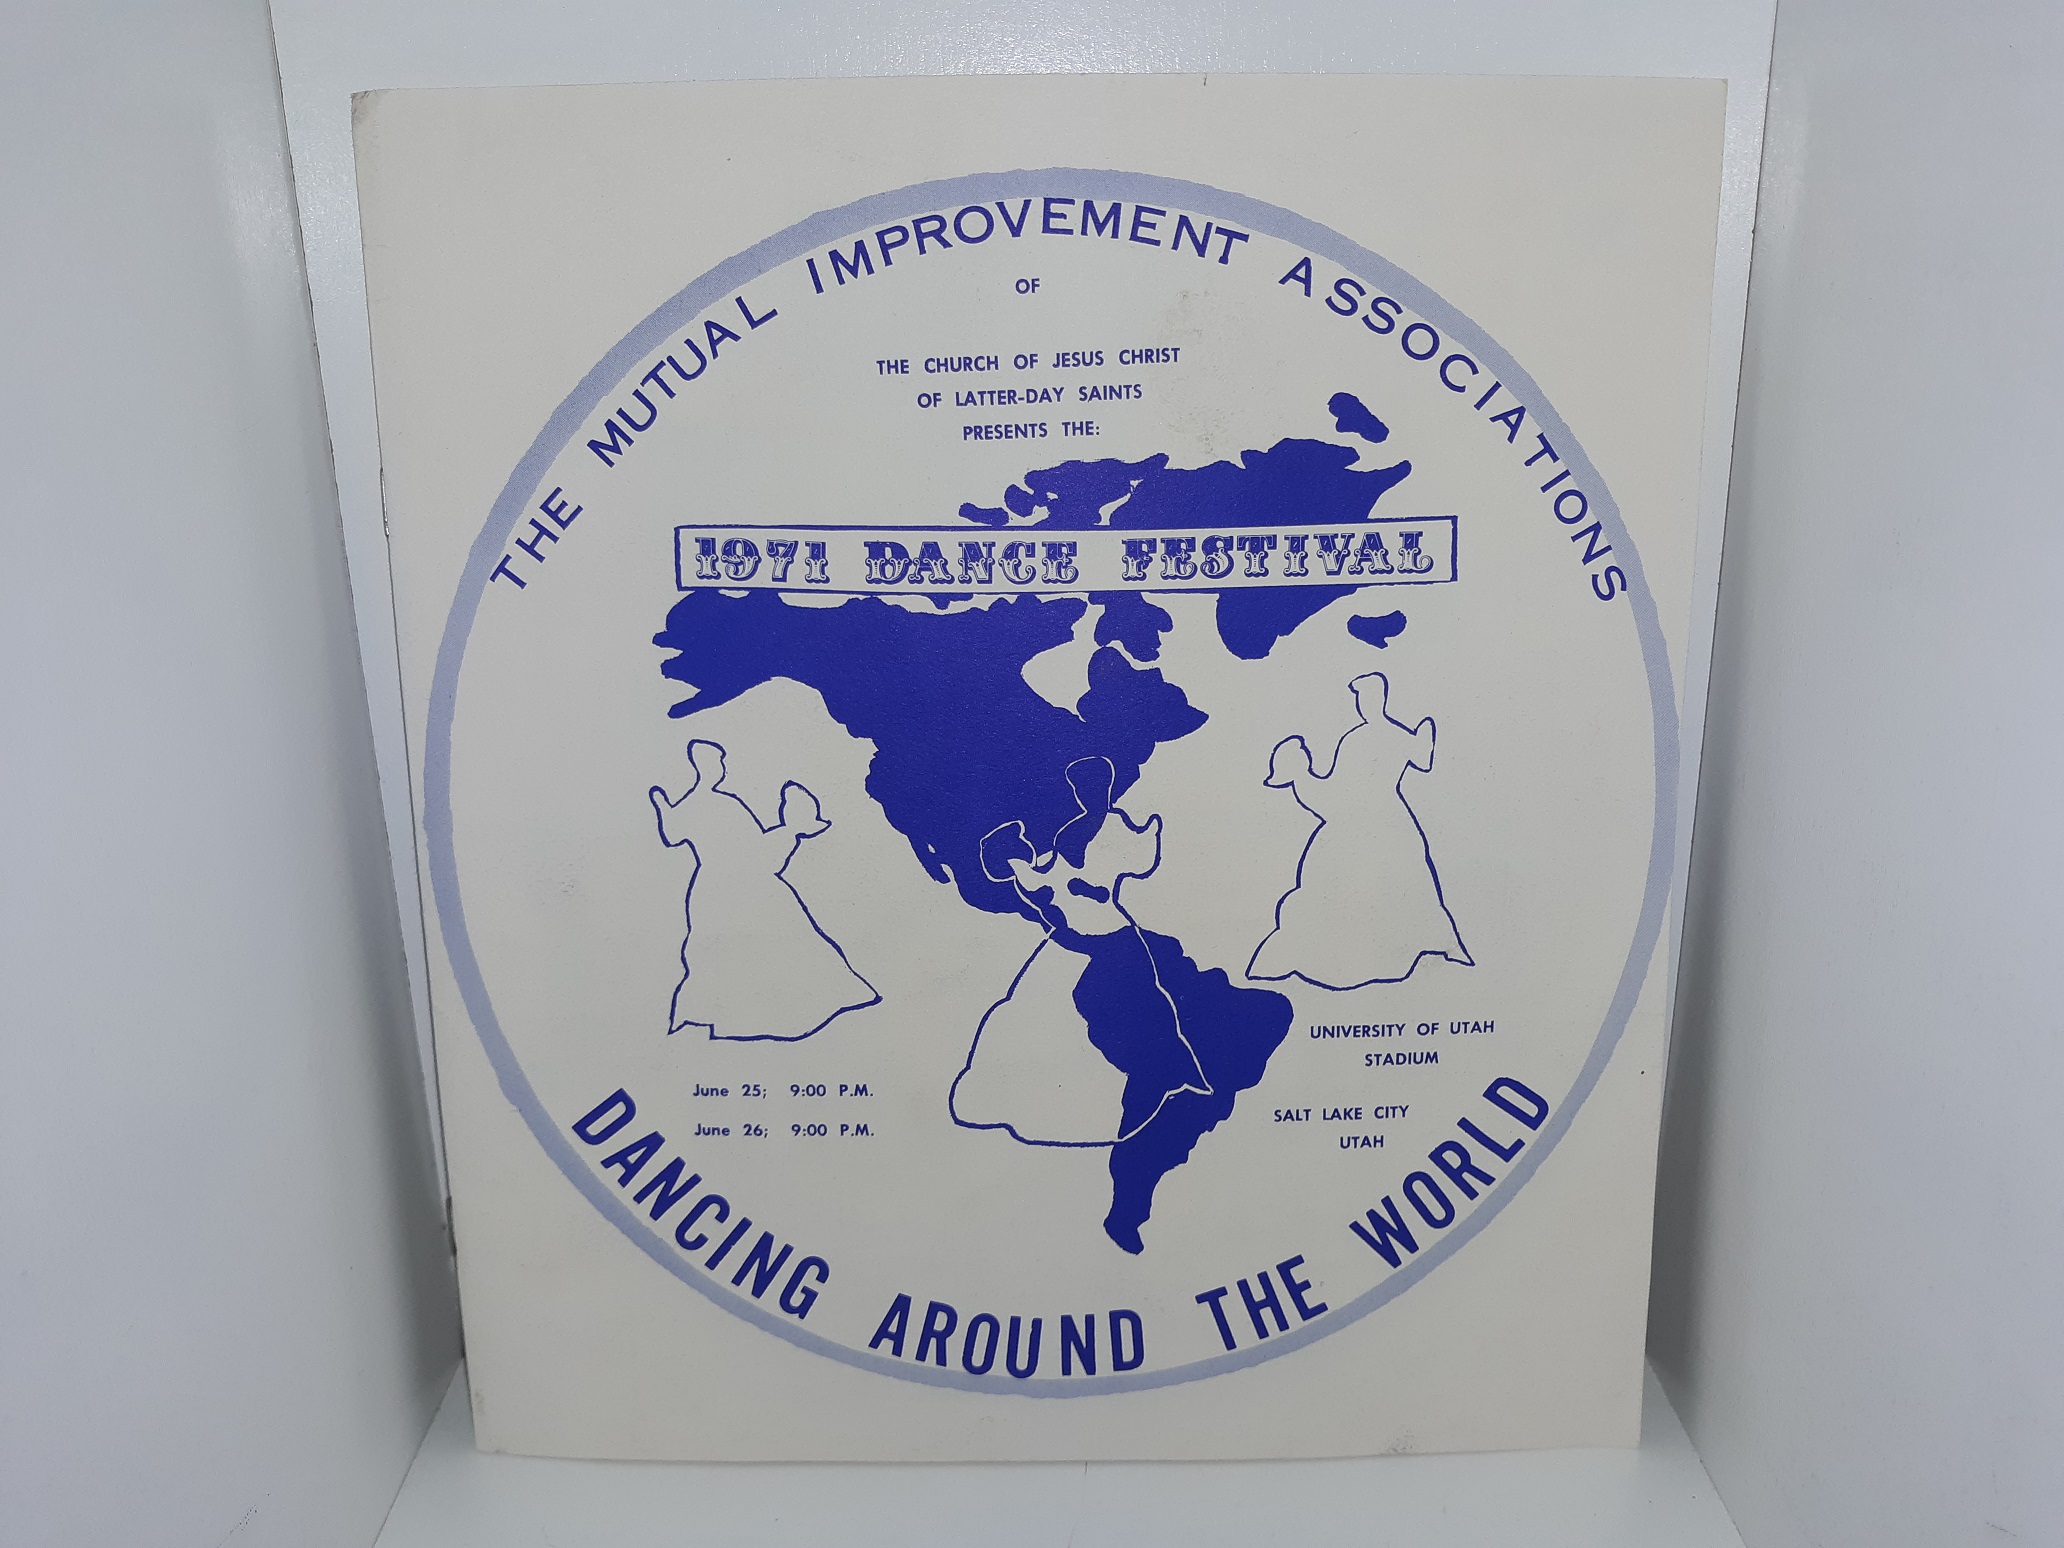 THE MUTUAL IMPROVEMENT ASSOCIATIONS
OF
THE CHURCH OF JESUS CHRIST
OF LATTER-DAY SAINTS
PRESENTS THE:
1971 DANCE FESTIVAL
UNIVERSITY OF UTAH
STADIUM
SALT LAKE CITY
UTAH
June 25; 9:00 P.M.
June 26; 9:00 P.M.
DANCING AROUND THE WORLD